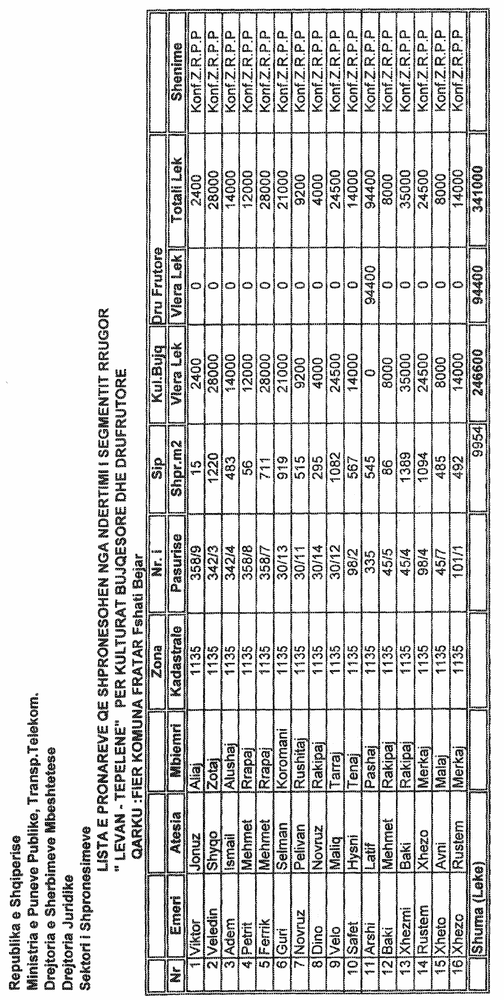 Republika e Shqiperise
Ministria e Puneve Publike, Transp.Telekom.
Drejtoria e Sherbimeve Mbeshtetese
Drejtoria Juridike
Sektori i Shpronesimeve
LISTA E PRONAREVE QE SHPRONESOHEN NGA NDERTIMI I SEGMENTIT RRUGOR
" LEVAN - TEPELENE" PER KULTURAT BUJQESORE DHE DRUFRUTORE
QARKU :FIER KOMUNA FRATAR Fshati Bejar
Zona Nr. i Sip Kul.Bujq Dru Frutore
Nr Emeri Atesia Mbiemri Kadastrale Pasurise Shpr.m2 Vlera Lek Vlera Lek Totali Lek Shenime
1 Viktor Jonuz Aliaj 1135 358/9 15 2400 0 2400 Konf.Z.R.P.P
2 Veledin Shyqo Zotaj 1135 342/3 1220 28000 0 28000 Konf.Z.R.P.P
3 Adem Ismail Alushaj 1135 342/4 483 14000 0 14000 Konf.Z.R.P.P
4 Petrit Mehmet Rrapaj 1135 358/8 56 12000 0 12000 Konf.Z.R.P.P
5 Ferrik Mehmet Rrapaj 1135 358/7 711 28000 0 28000 Konf.Z.R.P.P
6 Guri Selman Koromani 1135 30/13 919 21000 0 21000 Konf.Z.R.P.P
7 Novruz Pelivan Rushitaj 1135 30/11 515 9200 0 9200 Konf.Z.R.P.P
8 Dino Novruz Rakipaj 1135 30/14 295 4000 0 4000 Konf.Z.R.P.P
9 Velo Maliq Tarraj 1135 30/12 1082 24500 0 24500 Konf.Z.R.P.P
10 Safet Hysni Tenaj 1135 98/2 567 14000 0 14000 Konf.Z.R.P.P
11 Arshi Latif Pashaj 1135 335 545 0 94400 94400 Konf.Z.R.P.P
12 Baki Mehmet Rakipaj 1135 45/5 86 8000 0 8000 Konf.Z.R.P.P
13 Xhezmi Baki Rakipaj 1135 45/4 1389 35000 0 35000 Konf.Z.R.P.P
14 Rustem Xhezo Merkaj 1135 98/4 1094 24500 0 24500 Konf.Z.R.P.P
15 Xheto Avni Malaj 1135 45/7 485 8000 0 8000 Konf.Z.R.P.P
16 Xhezo Rustem Merkaj 1135 101/1 492 14000 0 14000 Konf.Z.R.P.P
Shuma (Leke) 9954 246600 94400 341000